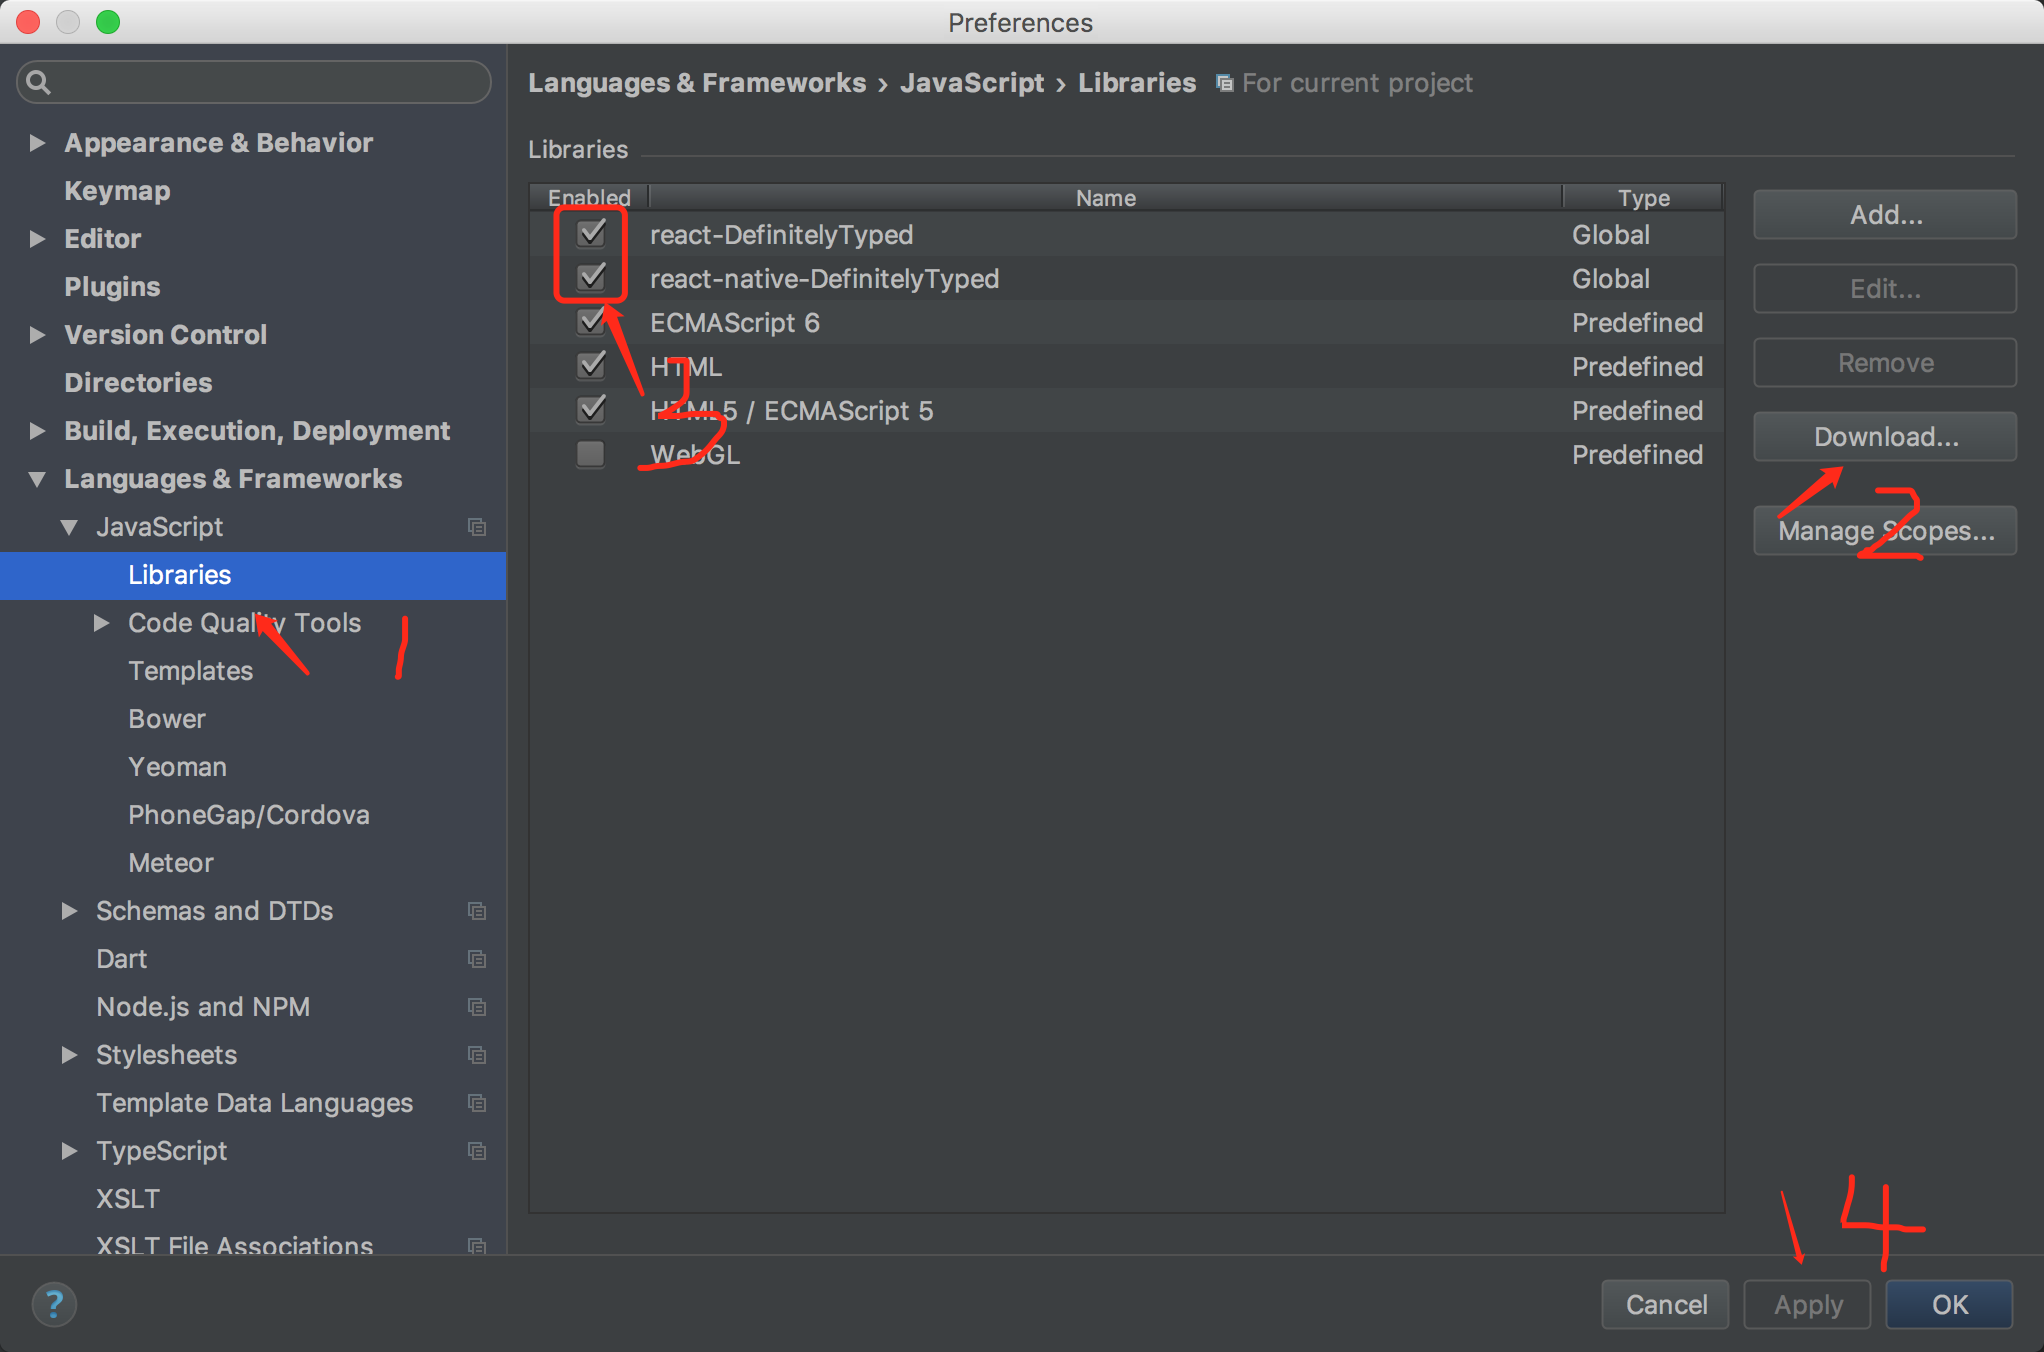 Preferences
Appearance & Behavior
Keymap
Editor
Plugins
Version Control
Directories
Build, Execution, Deployment
Languages & Frameworks
JavaScript
Libraries
Code Quality Tools
1
Templates
Bower
Yeoman
PhoneGap/Cordova
Meteor
Schemas and DTDs
Dart
Node.js and NPM
Stylesheets
Template Data Languages
TypeScript
XSLT
XSLT File Associations
Languages & Frameworks › JavaScript › Libraries For current project
Libraries
Enabled Name Type
react-DefinitelyTyped Global
react-native-DefinitelyTyped Global
ECMAScript 6 Predefined
HTML Predefined
HTML5 / ECMAScript 5 Predefined
WebGL Predefined
3
Add...
Edit...
Remove
Download...
2
Manage Scopes...
4
?
Cancel Apply OK